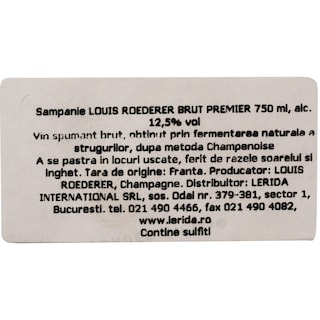 Sampanie LOUIS ROEDERER BRUT PREMIER 750 ml, alc.
12,5% vol
Vin spumant brut, obtinut prin fermentarea naturala a
strugurilor, dupa metoda Champenoise
A se pastra in locuri uscate, ferit de razele soarelui si
inghet. Tara de origine: Franta. Producator: LOUIS
ROEDERER, Champagne. Distribuitor: LERIDA
INTERNATIONAL SRL, sos. Odai nr. 379-381, sector 1,
Bucuresti. tel. 021 490 4466, fax 021 490 4082,
www.lerida.ro
Contine sulfiti